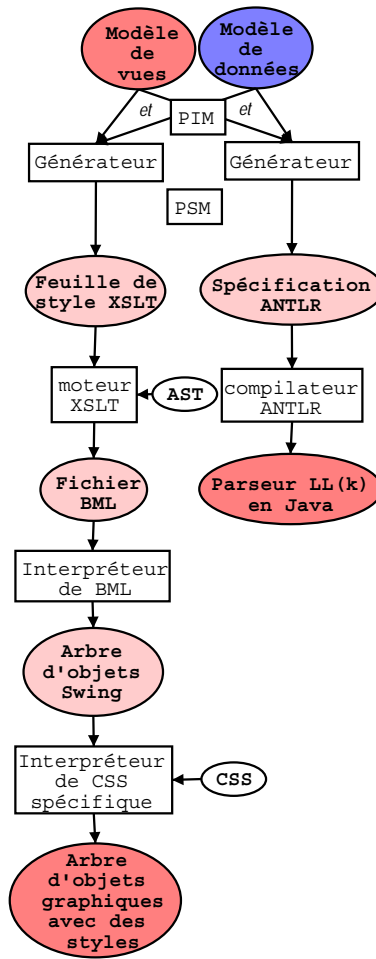 Modèle
de
vues
Modèle
de
données
et
PIM
et
Générateur
Générateur
PSM
Feuille de
style XSLT
Spécification
ANTLR
moteur
XSLT
AST
compilateur
ANTLR
Fichier
BML
Parseur LL(k)
en Java
Interpréteur
de BML
Arbre
d'objets
Swing
Interpréteur
de CSS
spécifique
CSS
Arbre
d'objets
graphiques
avec des
styles